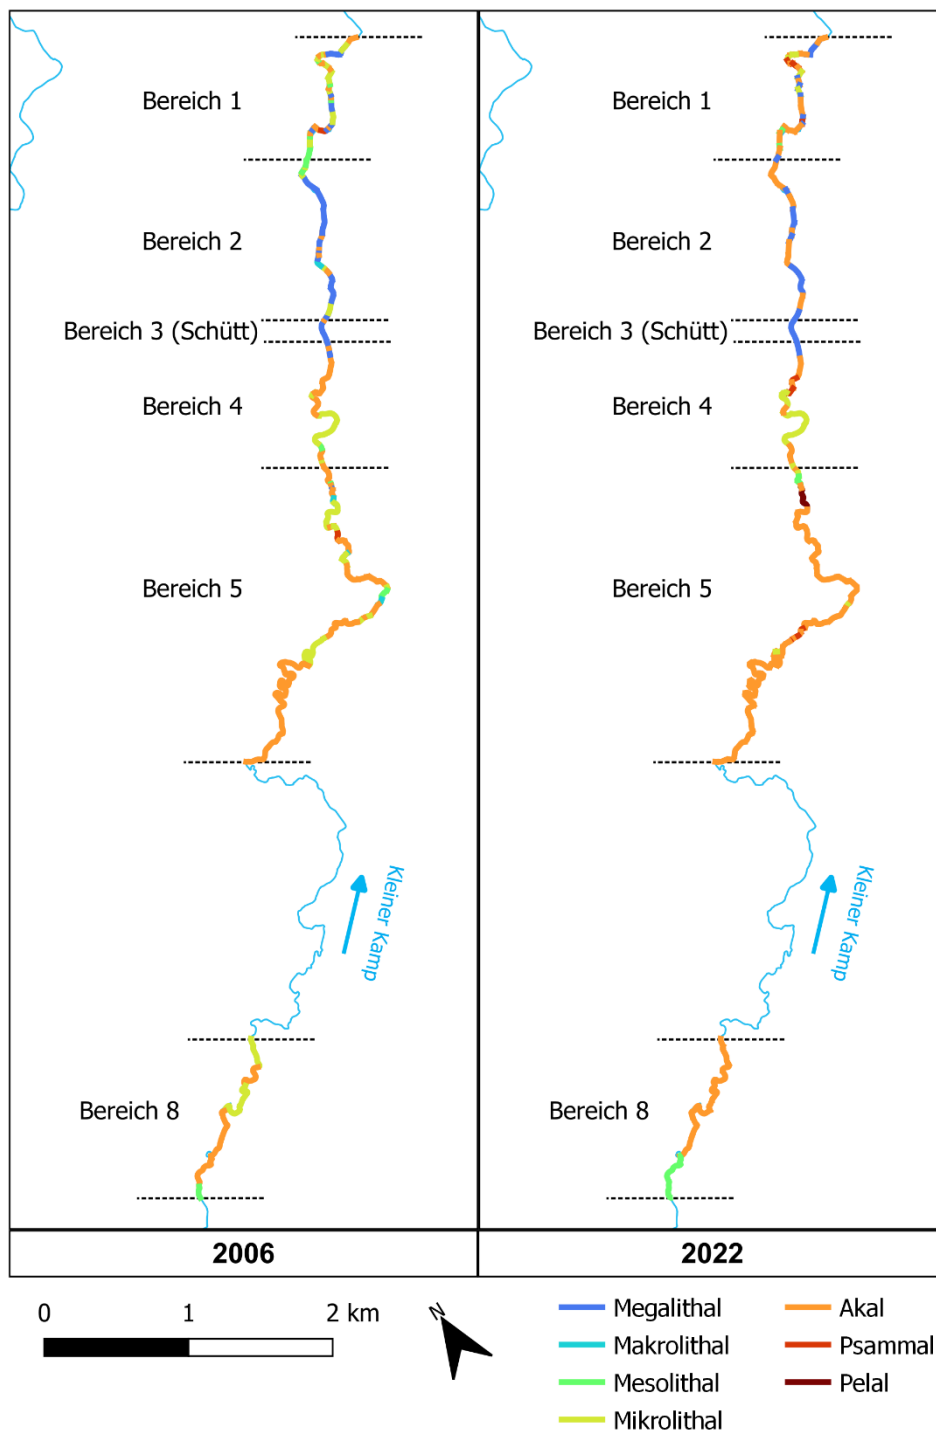 Bereich 1
Bereich 2
Bereich 3 (Schütt)
Bereich 4
Bereich 5
Kleiner Kamp
Bereich 8
2006
Bereich 1
Bereich 2
Bereich 3 (Schütt)
Bereich 4
Bereich 5
Kleiner Kamp
Bereich 8
2022
0 1 2 km
N
Megalithal
Makrolithal
Mesolithal
Mikrolithal
Akal
Psammal
Pelal